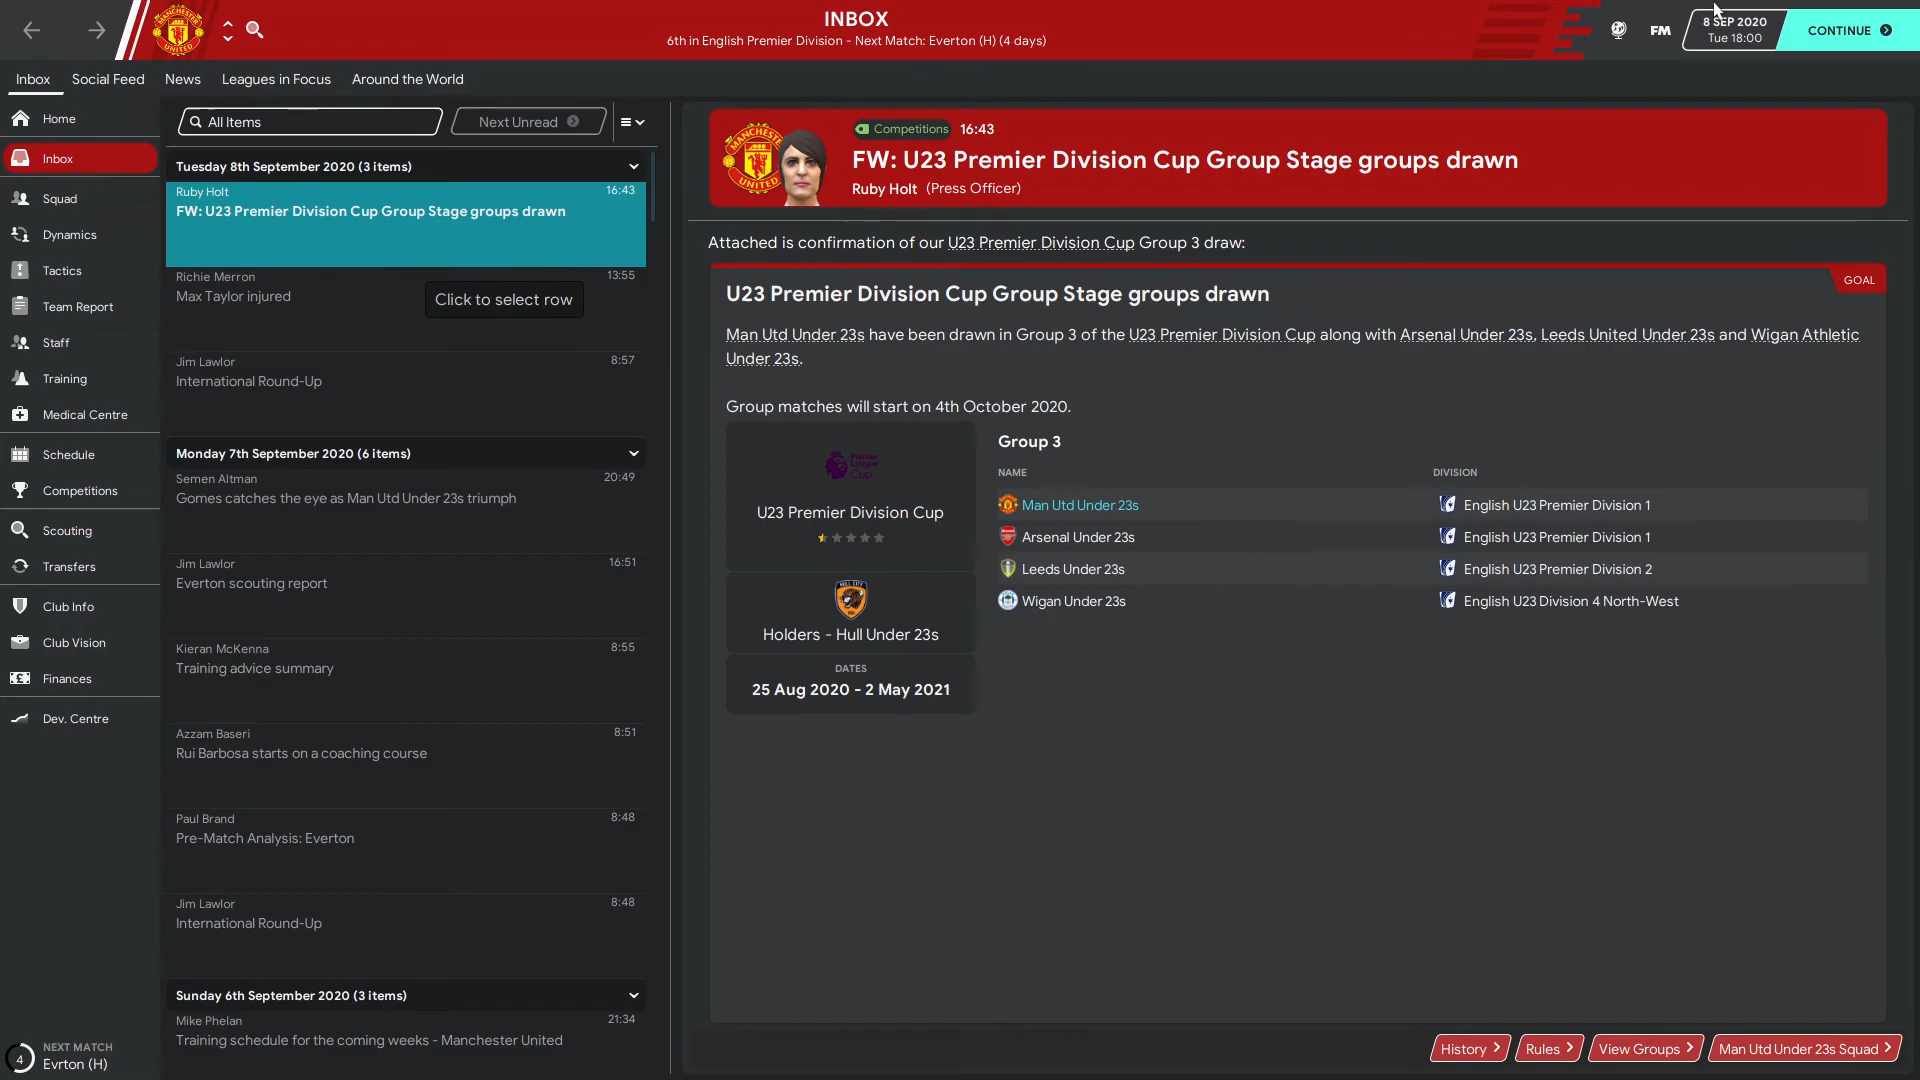 INBOX
6th in English Premier Division - Next Match: Everton (H) (4 days)
FM
8 SEP 2020
Tue 18:00
CONTINUE
Inbox
Social Feed
News
Leagues in Focus
Around the World
Home
Inbox
Squad
Dynamics
Tactics
Team Report
Staff
Training
Medical Centre
Schedule
Competitions
Scouting
Transfers
Club Info
Club Vision
Finances
Dev. Centre
4
NEXT MATCH
Evrton (H)
All Items
Next Unread
Tuesday 8th September 2020 (3 items)
Ruby Holt 16:43
FW: U23 Premier Division Cup Group Stage groups drawn
Richie Merron 13:55
Max Taylor injured
Click to select row
Jim Lawlor 8:57
International Round-Up
Monday 7th September 2020 (6 items)
Semen Altman 20:49
Gomes catches the eye as Man Utd Under 23s triumph
Jim Lawlor 16:51
Everton scouting report
Kieran McKenna 8:55
Training advice summary
Azzam Baseri 8:51
Rui Barbosa starts on a coaching course
Paul Brand 8:48
Pre-Match Analysis: Everton
Jim Lawlor 8:48
International Round-Up
Sunday 6th September 2020 (3 items)
Mike Phelan 21:34
Training schedule for the coming weeks - Manchester United
Competitions 16:43
FW: U23 Premier Division Cup Group Stage groups drawn
Ruby Holt (Press Officer)
Attached is confirmation of our U23 Premier Division Cup Group 3 draw:
GOAL
U23 Premier Division Cup Group Stage groups drawn
Man Utd Under 23s have been drawn in Group 3 of the U23 Premier Division Cup along with Arsenal Under 23s, Leeds United Under 23s and Wigan Athletic
Under 23s.
Group matches will start on 4th October 2020.
Premier
League
Cup
U23 Premier Division Cup
HULL CITY
Holders - Hull Under 23s
DATES
25 Aug 2020 - 2 May 2021
Group 3
NAME DIVISION
Man Utd Under 23s English U23 Premier Division 1
Arsenal Under 23s English U23 Premier Division 1
Leeds Under 23s English U23 Premier Division 2
Wigan Under 23s English U23 Division 4 North-West
History
Rules
View Groups
Man Utd Under 23s Squad